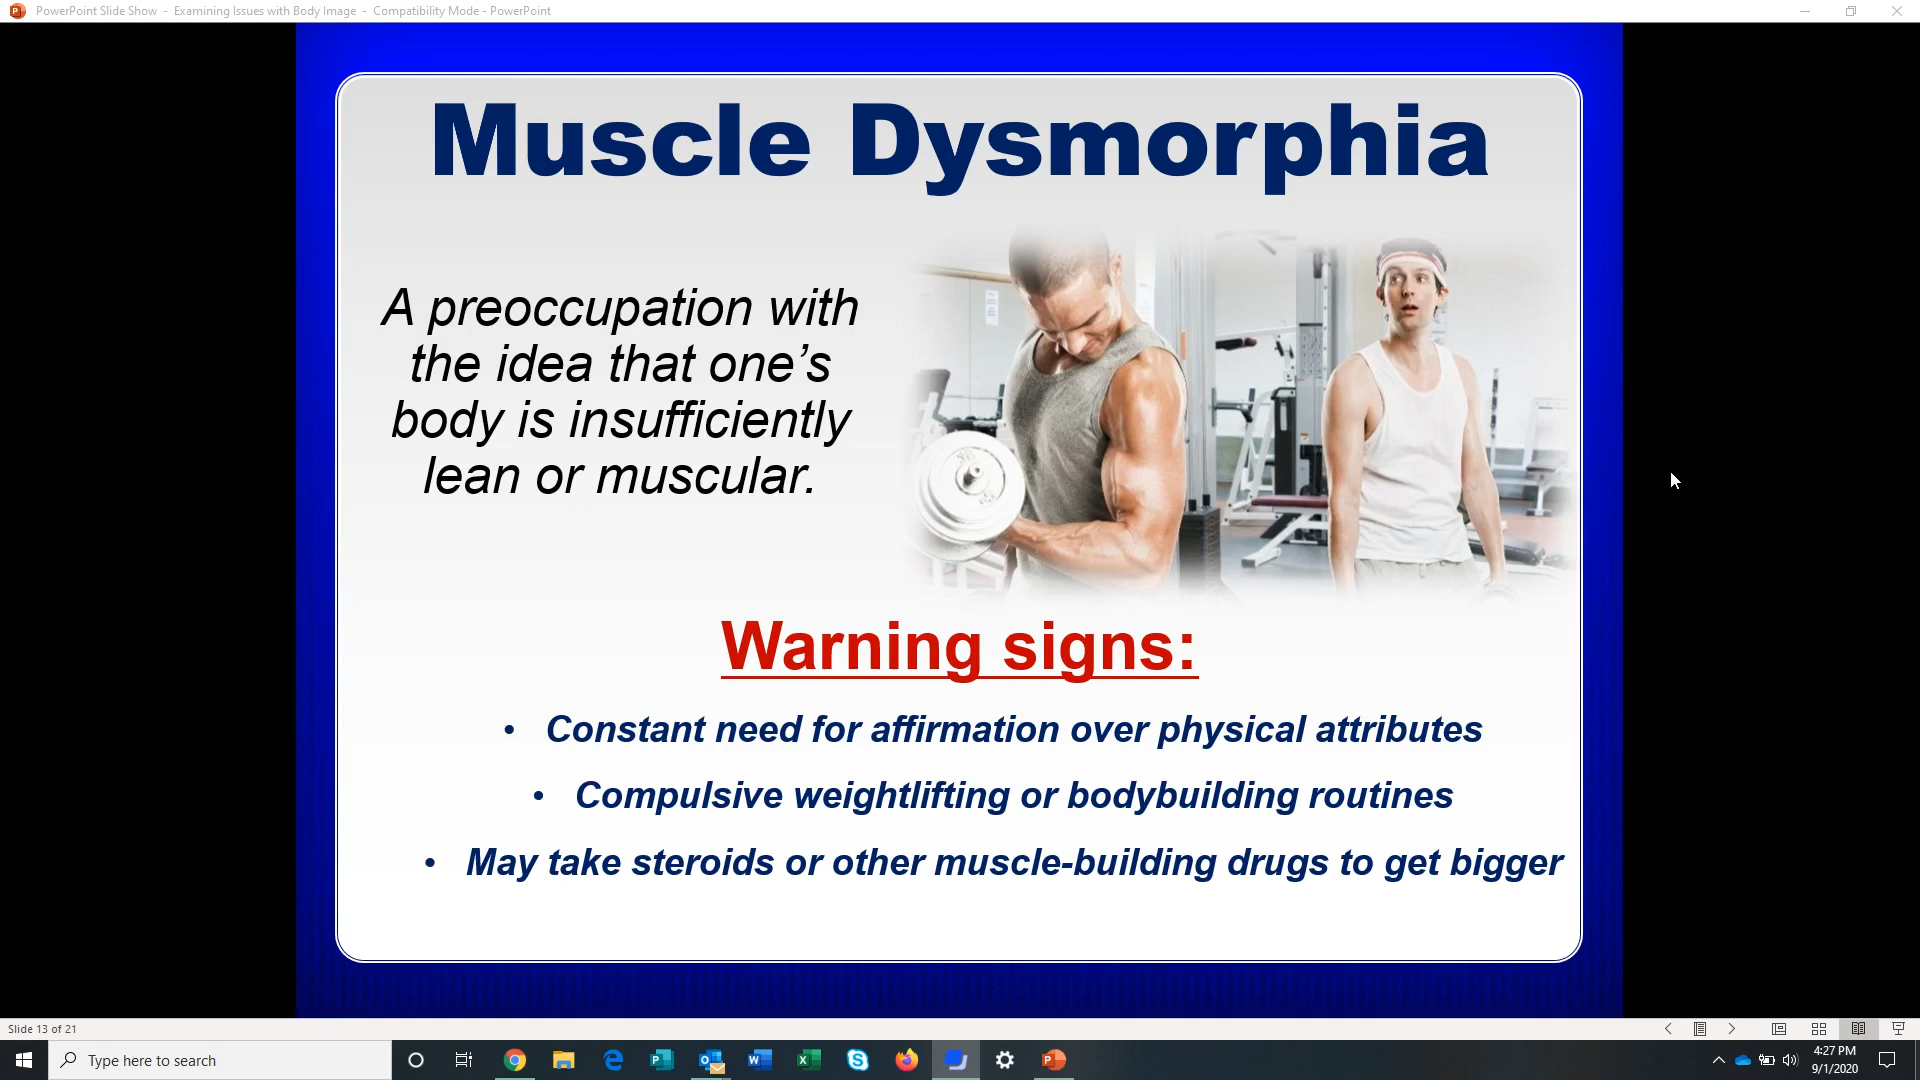 PowerPoint Slide Show - Examining Issues with Body Image - Compatibility Mode - PowerPoint
Muscle Dysmorphia
A preoccupation with
the idea that one’s
body is insufficiently
lean or muscular.
Warning signs:
• Constant need for affirmation over physical attributes
• Compulsive weightlifting or bodybuilding routines
• May take steroids or other muscle-building drugs to get bigger
Slide 13 of 21
Type here to search
4:27 PM
9/1/2020